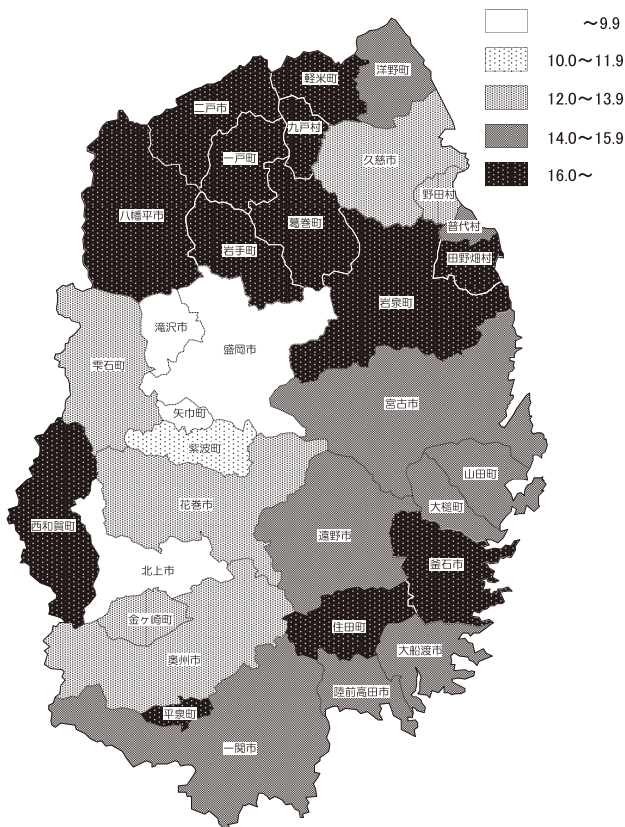 ～9.9
10.0～11.9
12.0～13.9
14.0～15.9
16.0～
洋野町
軽米町
二戸市
九戸村
一戸町
久慈市
野田村
八幡平市
葛巻町
普代村
岩手町
田野畑村
岩泉町
滝沢市
盛岡市
雫石町
宮古市
矢巾町
紫波町
山田町
花巻市
大槌町
西和賀町
遠野市
釜石市
北上市
金ヶ崎町
住田町
大船渡市
奥州市
陸前高田市
平泉町
一関市